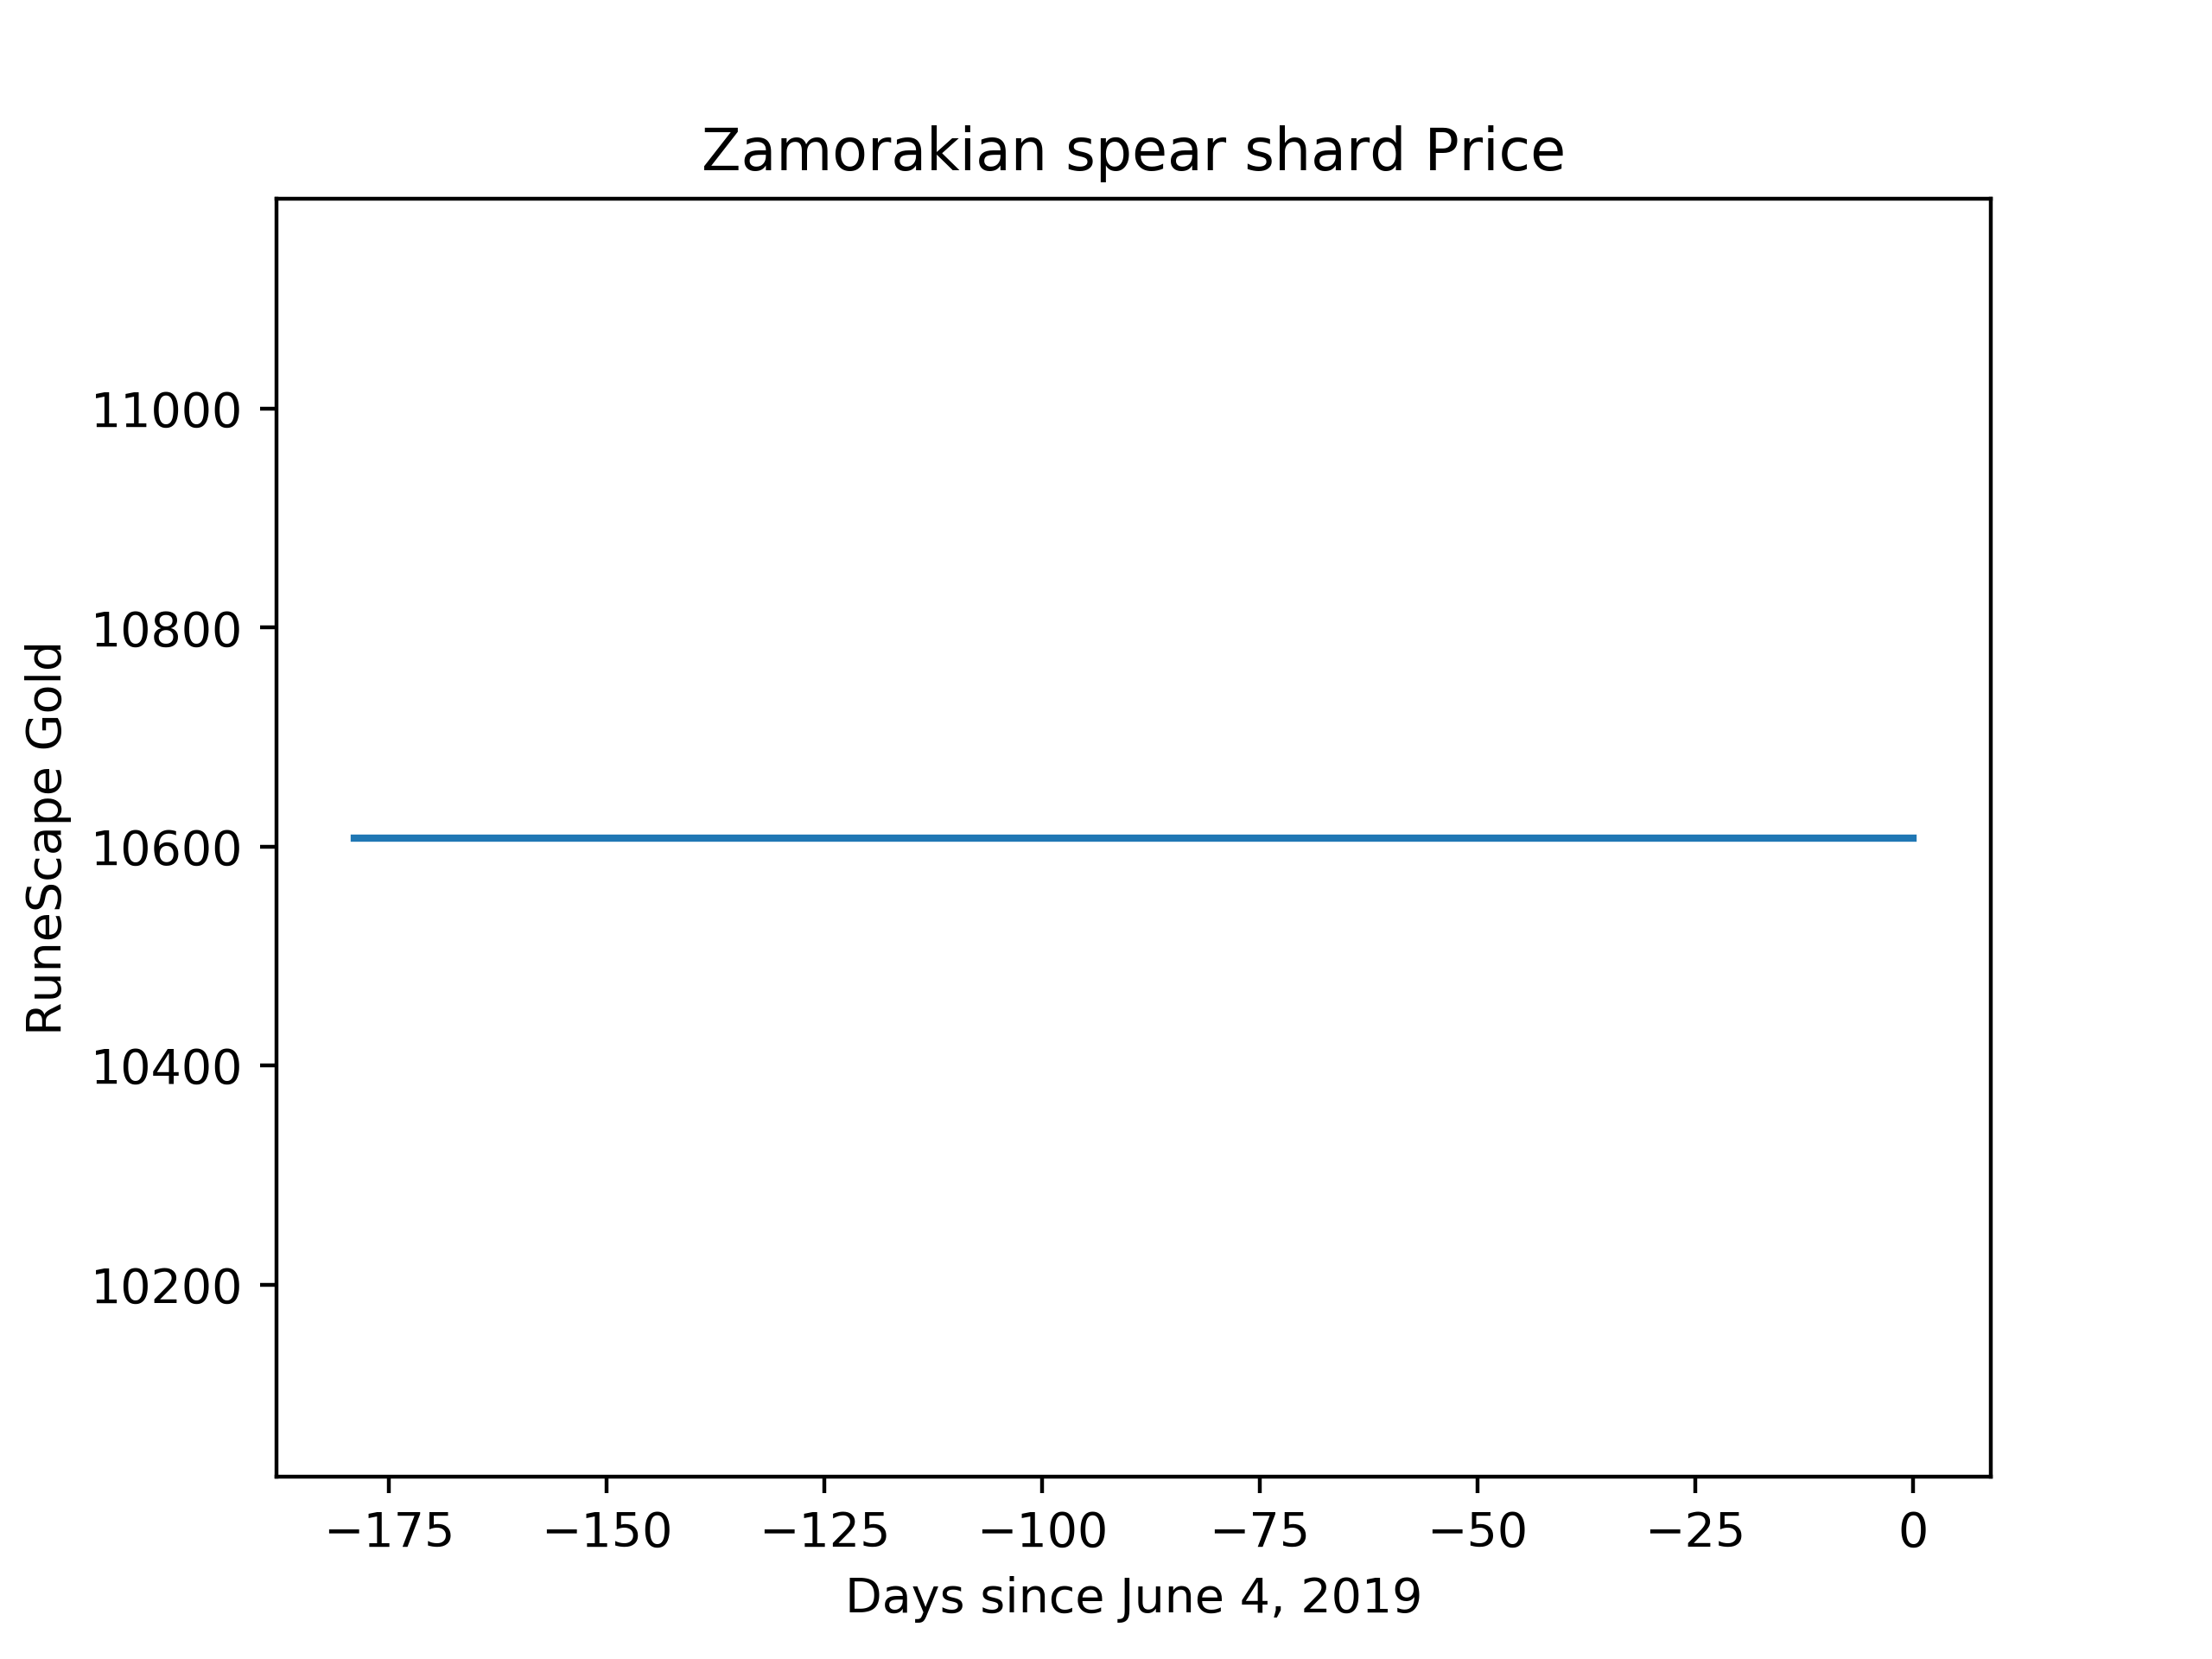 Zamorakian spear shard Price
RuneScape Gold
11000
10800
10600
10400
10200
−175 −150 −125 −100 −75 −50 −25 0
Days since June 4, 2019